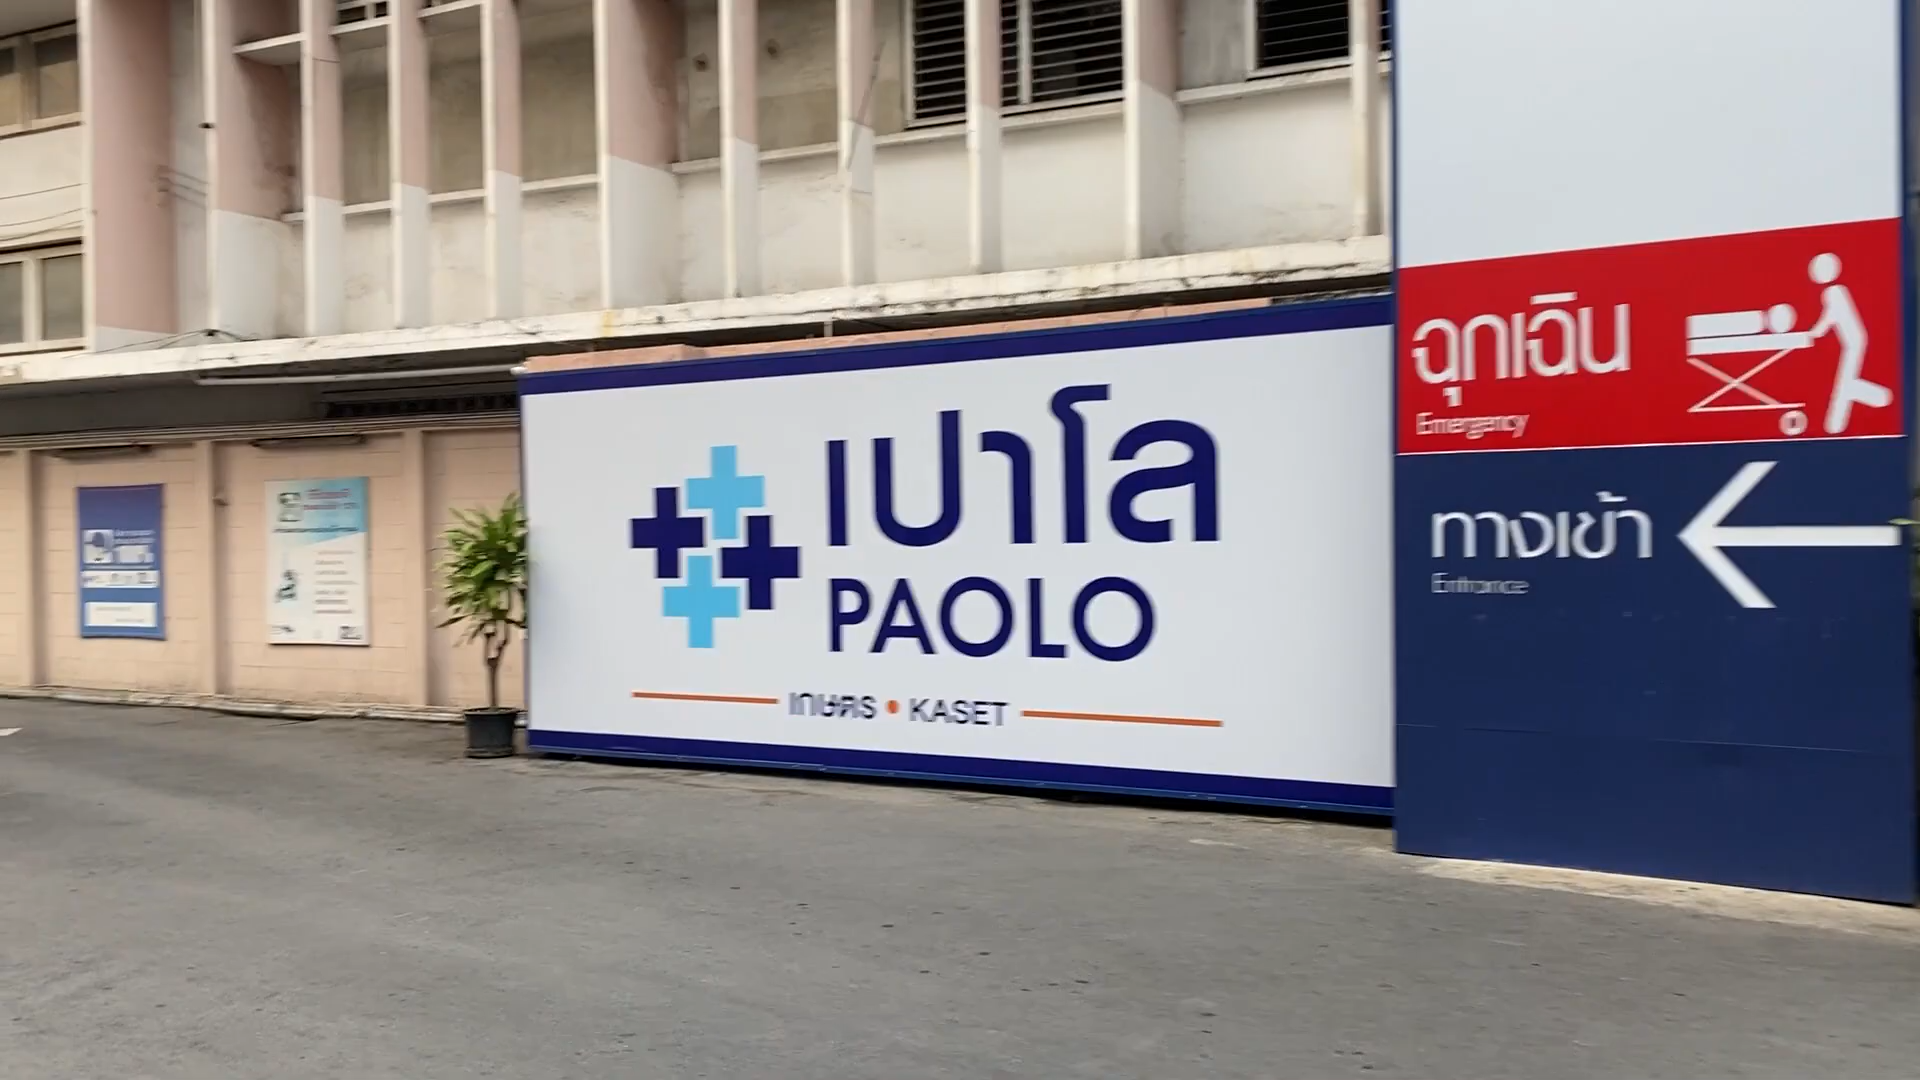 เปาโล
PAOLO
เกษตร • KASET
ฉุกเฉิน
Emergency
ทางเข้า
Entrance